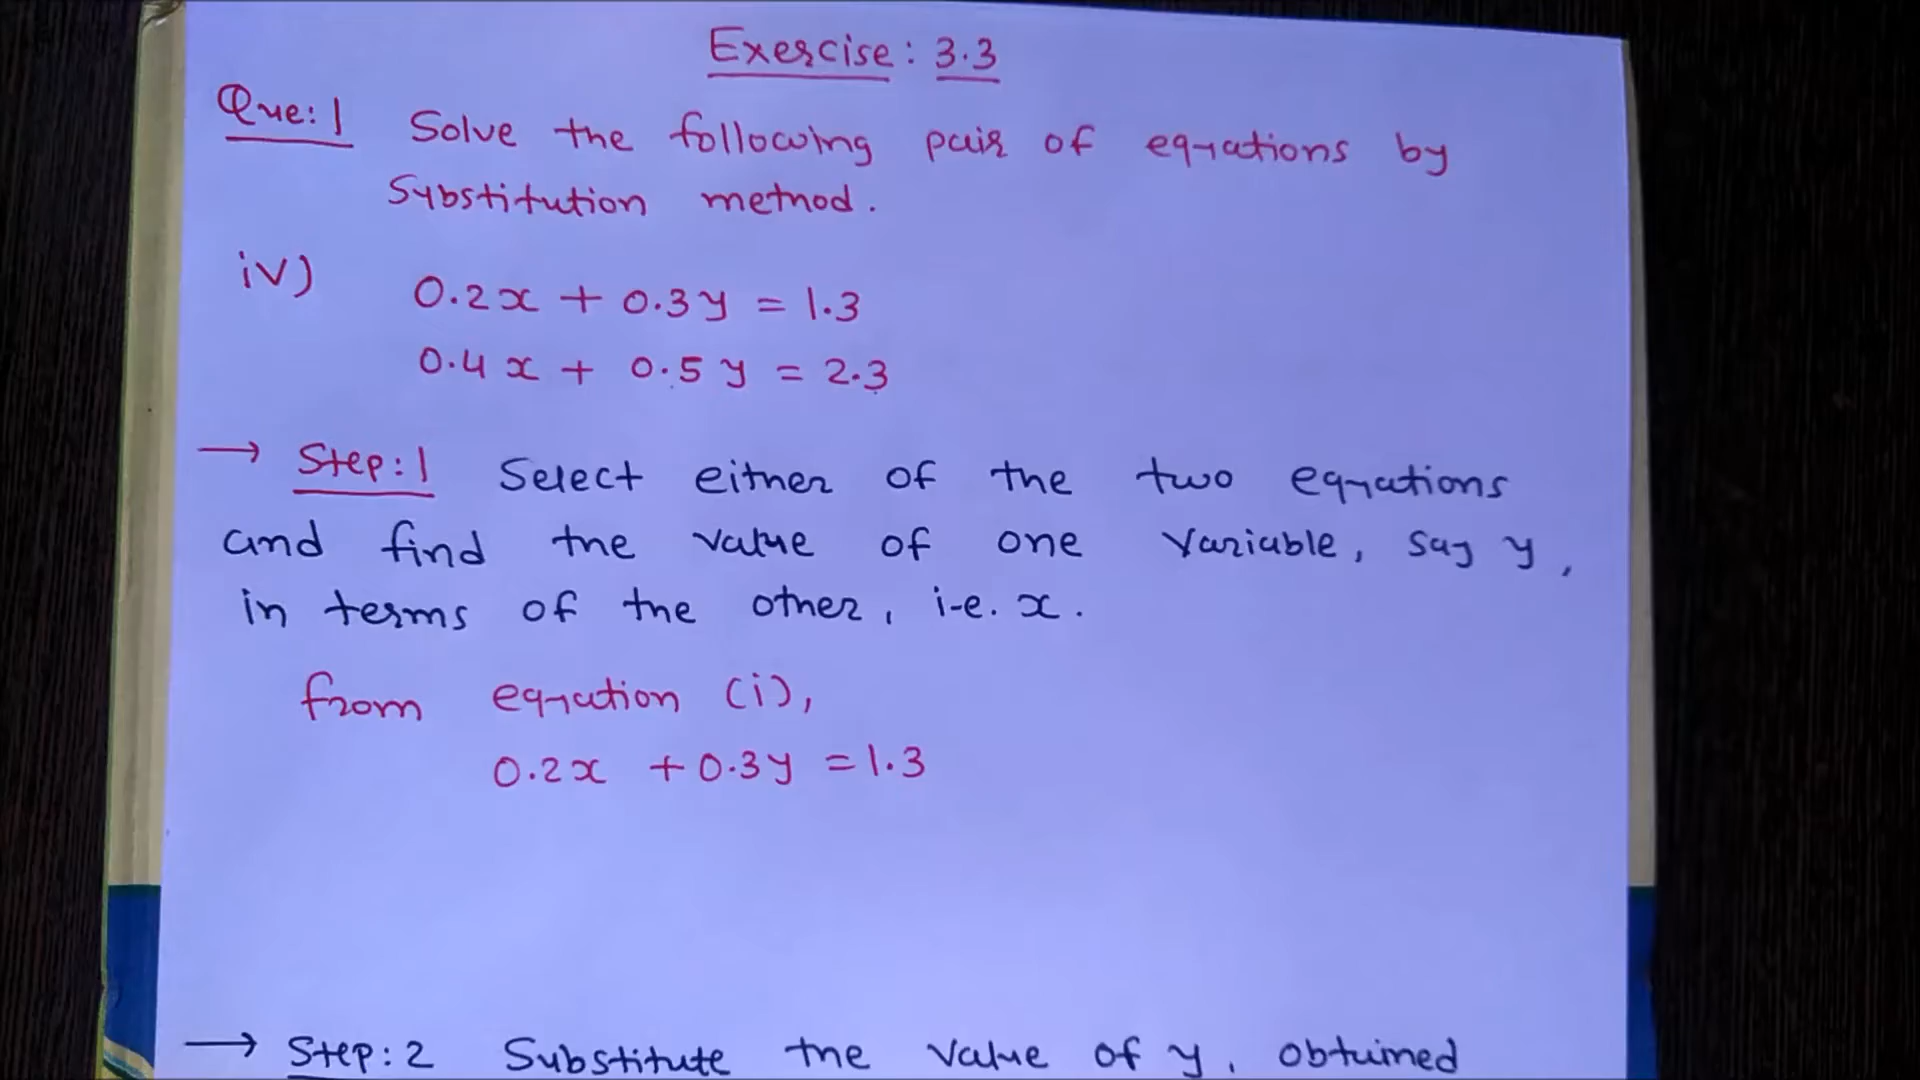 Exercise: 3.3
Que:1 Solve the following pair of equations by
Substitution method.
iv) 0.2x + 0.3y = 1.3
0.4x + 0.5y = 2.3
→ Step:1 Select either of the two equations
and find the value of one variable, say y,
in terms of the other, i.e. x.
from equation (i),
0.2x + 0.3y = 1.3
→ Step:2 Substitute the value of y, obtained